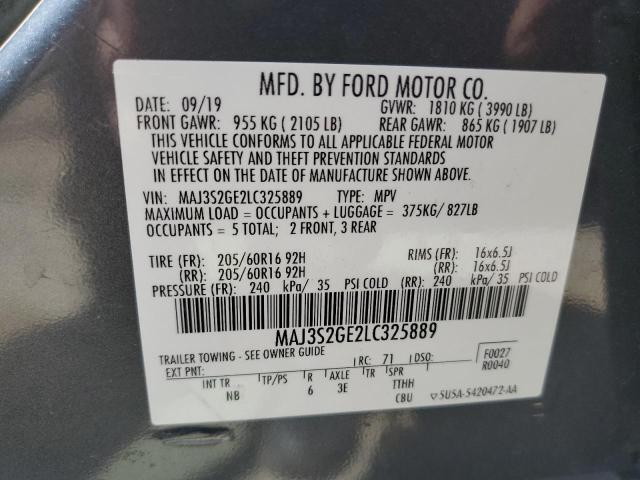 MFD. BY FORD MOTOR CO.
DATE: 09/19 GVWR: 1810 KG (3990 LB)
FRONT GAWR: 955 KG (2105 LB) REAR GAWR: 865 KG (1907 LB)
THIS VEHICLE CONFORMS TO ALL APPLICABLE FEDERAL MOTOR
VEHICLE SAFETY AND THEFT PREVENTION STANDARDS
IN EFFECT ON THE DATE OF MANUFACTURE SHOWN ABOVE.
VIN: MAJ3S2GE2LC325889 TYPE: MPV
MAXIMUM LOAD = OCCUPANTS + LUGGAGE = 375KG/ 827LB
OCCUPANTS = 5 TOTAL; 2 FRONT, 3 REAR
TIRE (FR): 205/60R16 92H RIMS (FR): 16x6.5J
(RR): 205/60R16 92H (RR): 16x6.5J
PRESSURE (FR): 240 kPa/ 35 PSI COLD (RR): 240 kPa/ 35 PSI COLD
MAJ3S2GE2LC325889
TRAILER TOWING - SEE OWNER GUIDE
EXT PNT: RC: 71 DSO: F0027
R0040
INT TR TP/PS R AXLE TR SPR
NB 6 3E TTHH
CBU 5U5A-5420472-AA